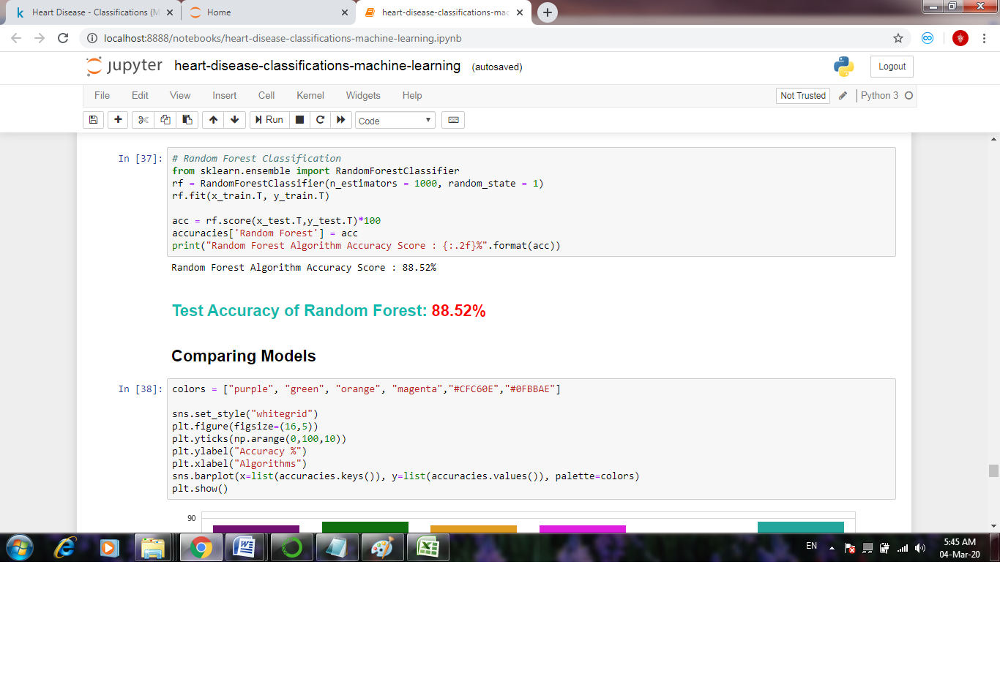 Heart Disease - Classifications (M
Home
heart-disease-classifications-mac
localhost:8888/notebooks/heart-disease-classifications-machine-learning.ipynb
jupyter heart-disease-classifications-machine-learning (autosaved)
Logout
File Edit View Insert Cell Kernel Widgets Help
Not Trusted
Python 3
Run
Code
In [37]:
# Random Forest Classification
from sklearn.ensemble import RandomForestClassifier
rf = RandomForestClassifier(n_estimators = 1000, random_state = 1)
rf.fit(x_train.T, y_train.T)
acc = rf.score(x_test.T,y_test.T)*100
accuracies['Random Forest'] = acc
print("Random Forest Algorithm Accuracy Score : {:.2f}%".format(acc))
Random Forest Algorithm Accuracy Score : 88.52%
Test Accuracy of Random Forest: 88.52%
Comparing Models
In [38]:
colors = ["purple", "green", "orange", "magenta","#CFC60E","#0FBBAE"]
sns.set_style("whitegrid")
plt.figure(figsize=(16,5))
plt.yticks(np.arange(0,100,10))
plt.ylabel("Accuracy %")
plt.xlabel("Algorithms")
sns.barplot(x=list(accuracies.keys()), y=list(accuracies.values()), palette=colors)
plt.show()
90
EN
5:45 AM
04-Mar-20